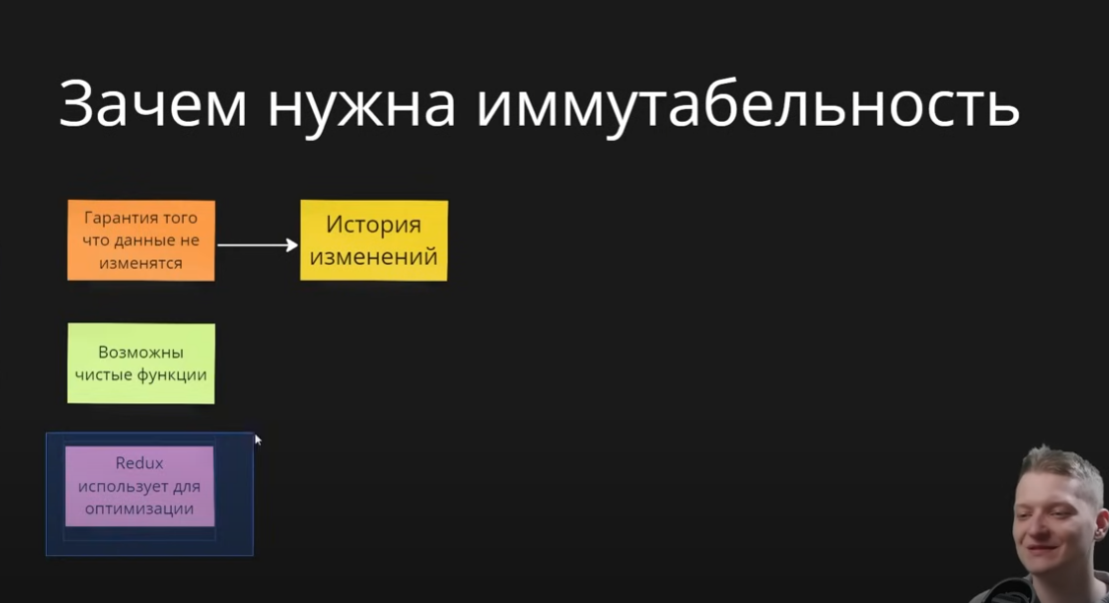 Зачем нужна иммутабельность
Гарантия того
что данные не
изменятся
История
изменений
Возможны
чистые функции
Redux
использует для
оптимизации